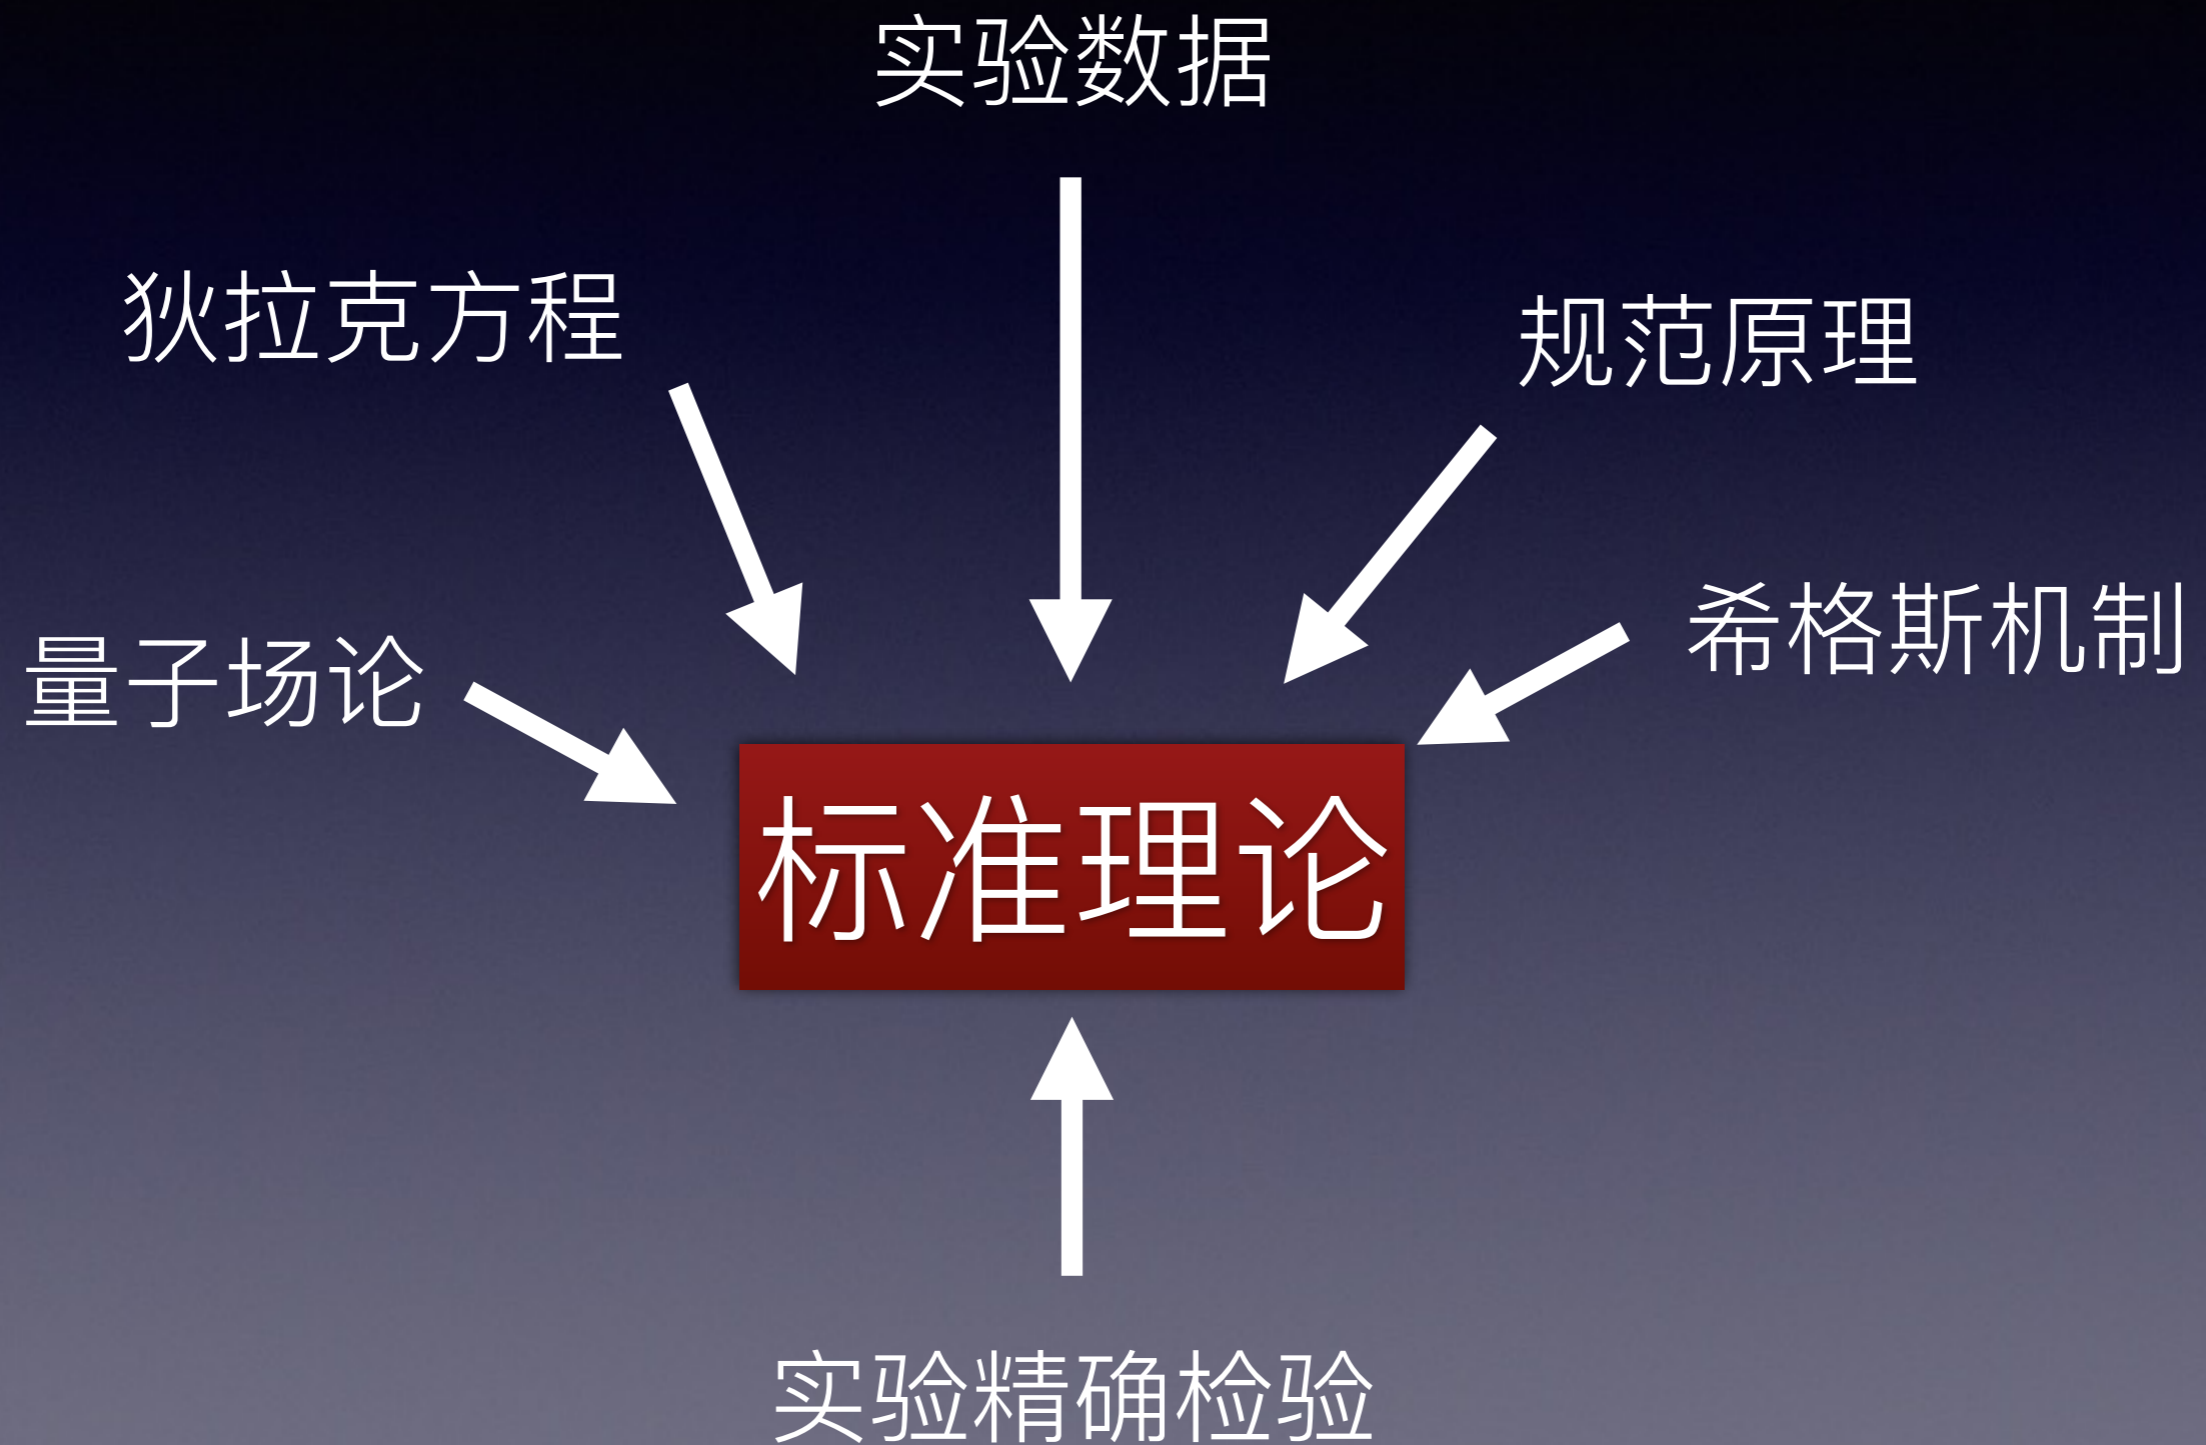 实验数据
狄拉克方程
规范原理
希格斯机制
量子场论
标准理论
实验精确检验